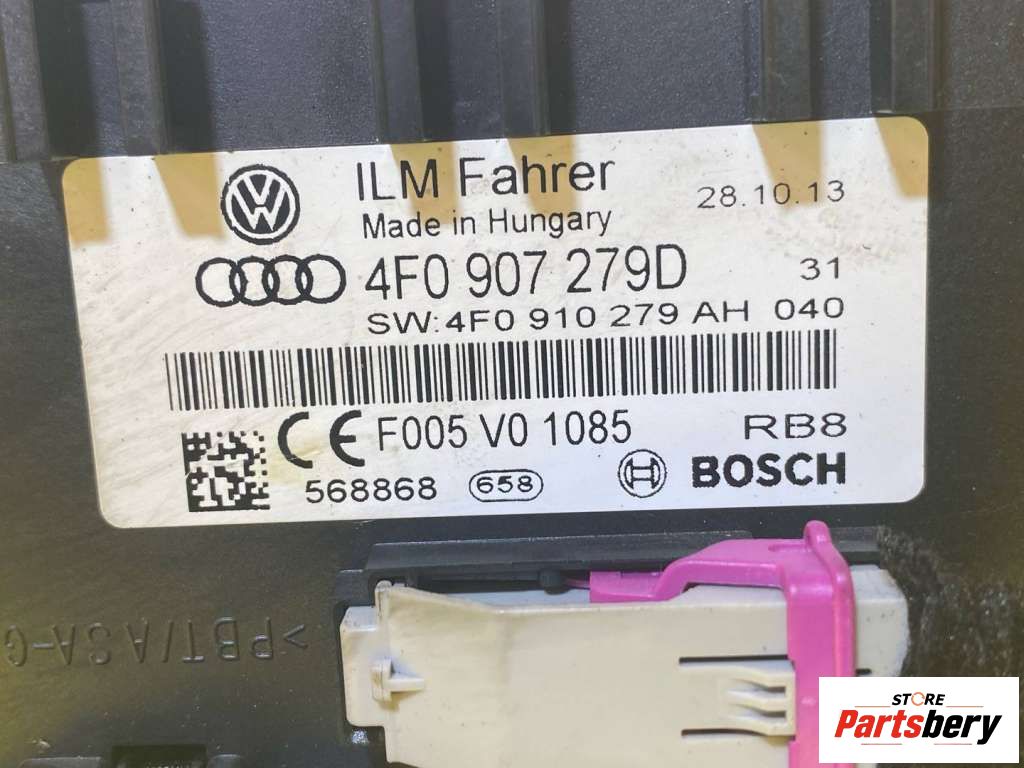 ILM Fahrer
28.10.13
Made in Hungary
4F0 907 279D
31
SW:4F0 910 279 AH 040
CE F005 V0 1085
RB8
568868
658
BOSCH
>PBT/ASA-G
STORE
Partsbery